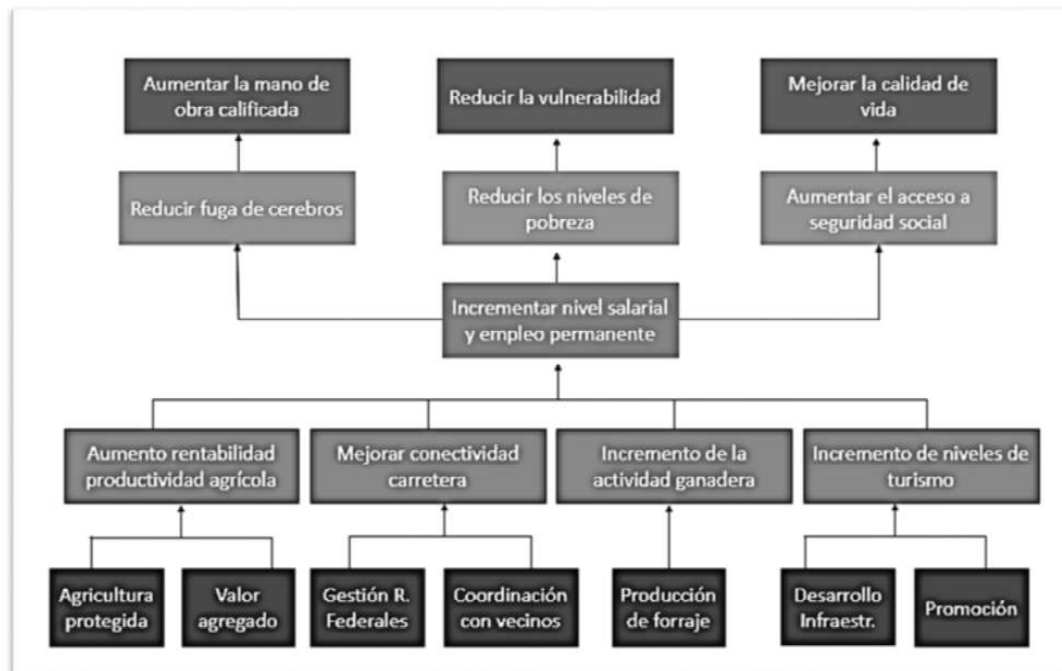 Aumentar la mano de
obra calificada
Reducir la vulnerabilidad
Mejorar la calidad de
vida
Reducir fuga de cerebros
Reducir los niveles de
pobreza
Aumentar el acceso a
seguridad social
Incrementar nivel salarial
y empleo permanente
Aumento rentabilidad
productividad agrícola
Mejorar conectividad
carretera
Incremento de la
actividad ganadera
Incremento de niveles de
turismo
Agricultura
protegida
Valor
agregado
Gestión R.
Federales
Coordinación
con vecinos
Producción
de forraje
Desarrollo
Infraestr.
Promoción